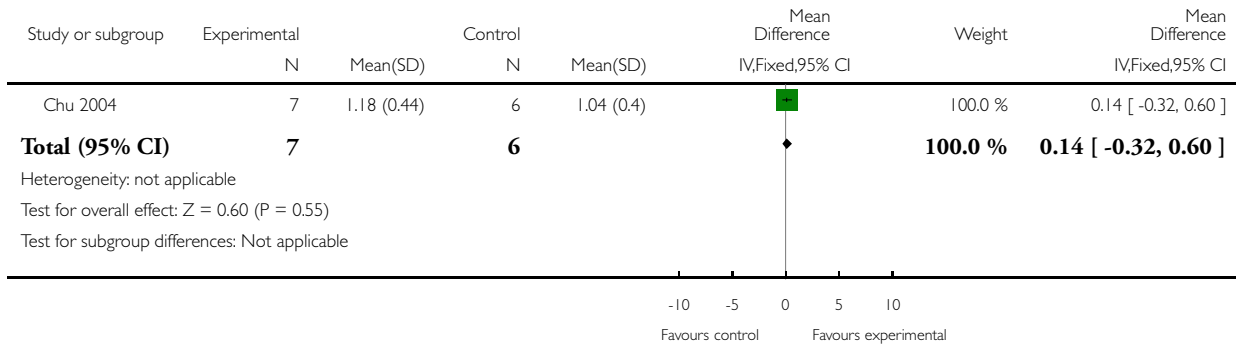 Study or subgroup Experimental Control Mean Difference Weight Mean Difference
N Mean(SD) N Mean(SD) IV,Fixed,95% CI IV,Fixed,95% CI
Chu 2004 7 1.18 (0.44) 6 1.04 (0.4) 100.0 % 0.14 [ -0.32, 0.60 ]
Total (95% CI) 7 6 100.0 % 0.14 [ -0.32, 0.60 ]
Heterogeneity: not applicable
Test for overall effect: Z = 0.60 (P = 0.55)
Test for subgroup differences: Not applicable
-10 -5 0 5 10
Favours control Favours experimental